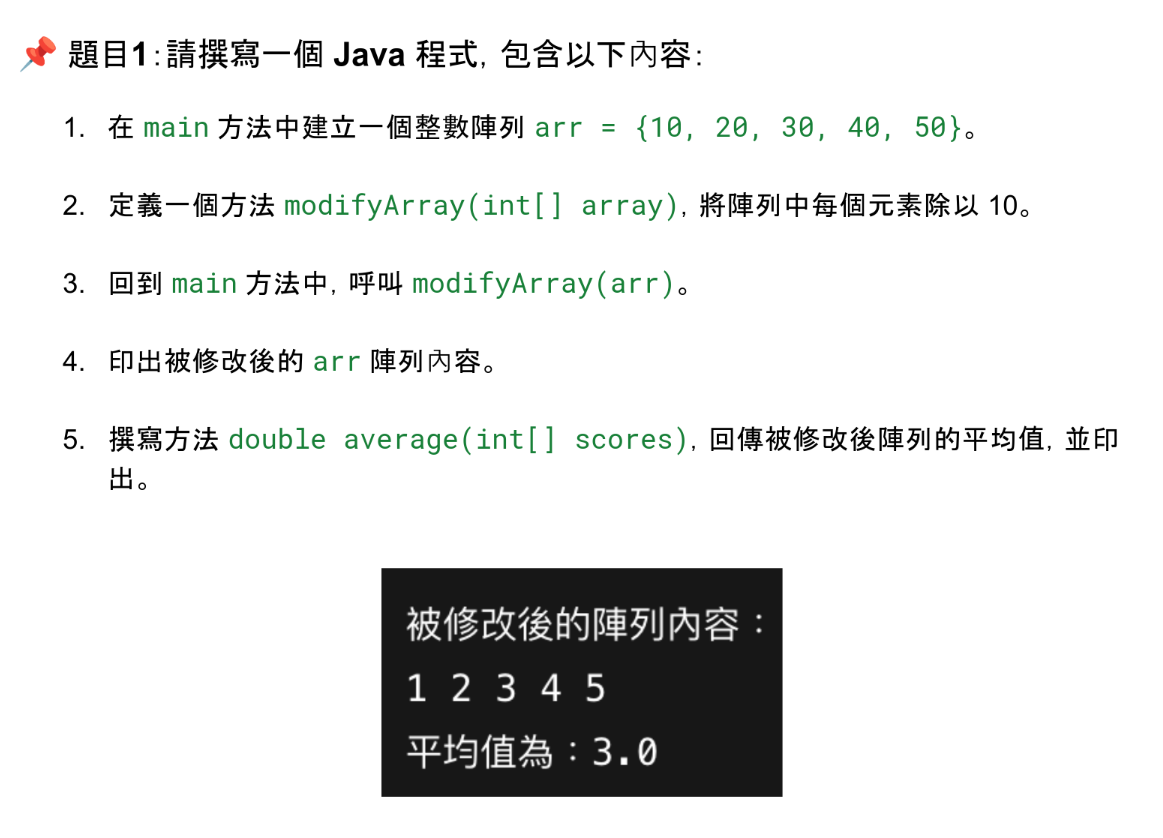 📌 題目1:請撰寫一個 Java 程式, 包含以下內容:
1. 在 main 方法中建立一個整數陣列 arr = {10, 20, 30, 40, 50}。
2. 定義一個方法 modifyArray(int[] array), 將陣列中每個元素除以 10。
3. 回到 main 方法中, 呼叫 modifyArray(arr)。
4. 印出被修改後的 arr 陣列內容。
5. 撰寫方法 double average(int[] scores), 回傳被修改後陣列的平均值, 並印
出。
被修改後的陣列內容：
1 2 3 4 5
平均值為：3.0